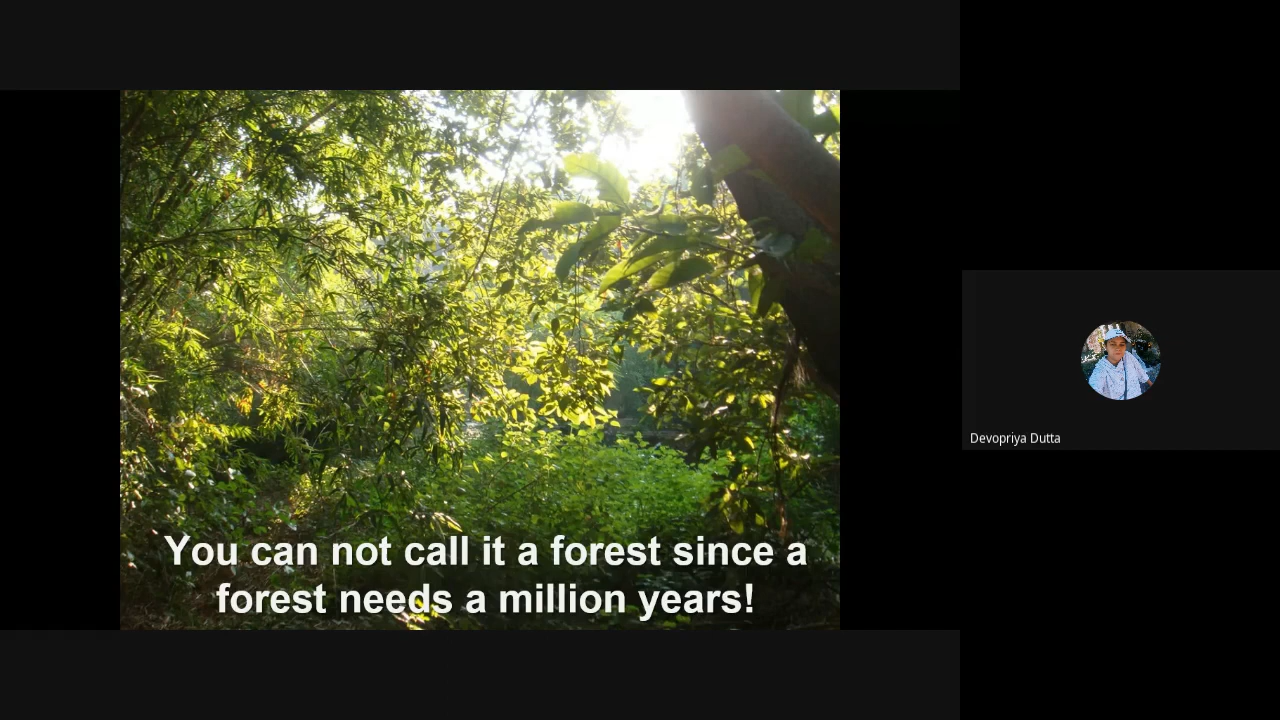 You can not call it a forest since a
forest needs a million years!
Devopriya Dutta